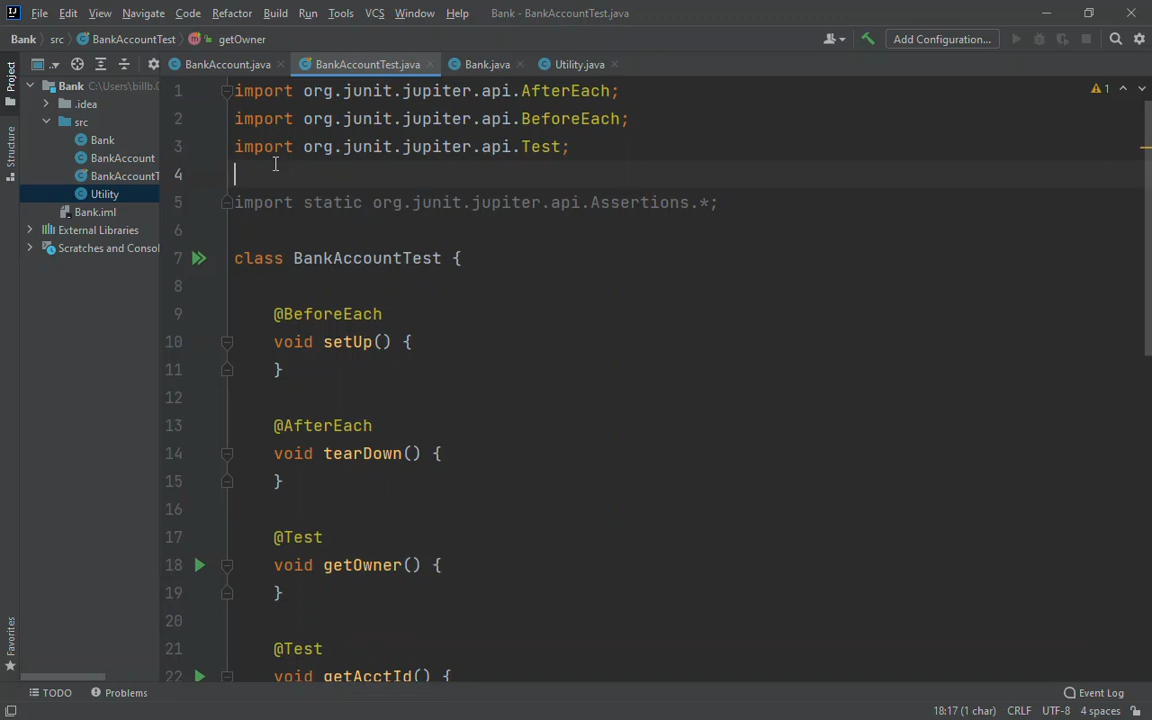 File Edit View Navigate Code Refactor Build Run Tools VCS Window Help Bank - BankAccountTest.java
Bank src BankAccountTest m getOwner Add Configuration...
BankAccount.java BankAccountTest.java Bank.java Utility.java
Project
Structure
Favorites
Bank C:\Users\billb.
.idea
src
Bank
BankAccount
BankAccountT
Utility
Bank.iml
External Libraries
Scratches and Consol
1 import org.junit.jupiter.api.AfterEach;
2 import org.junit.jupiter.api.BeforeEach;
3 import org.junit.jupiter.api.Test;
4
5 import static org.junit.jupiter.api.Assertions.*;
6
7 class BankAccountTest {
8
9 @BeforeEach
10 void setUp() {
11 }
12
13 @AfterEach
14 void tearDown() {
15 }
16
17 @Test
18 void getOwner() {
19 }
20
21 @Test
22 void getAcctId() {
1
TODO Problems Event Log
18:17 (1 char) CRLF UTF-8 4 spaces